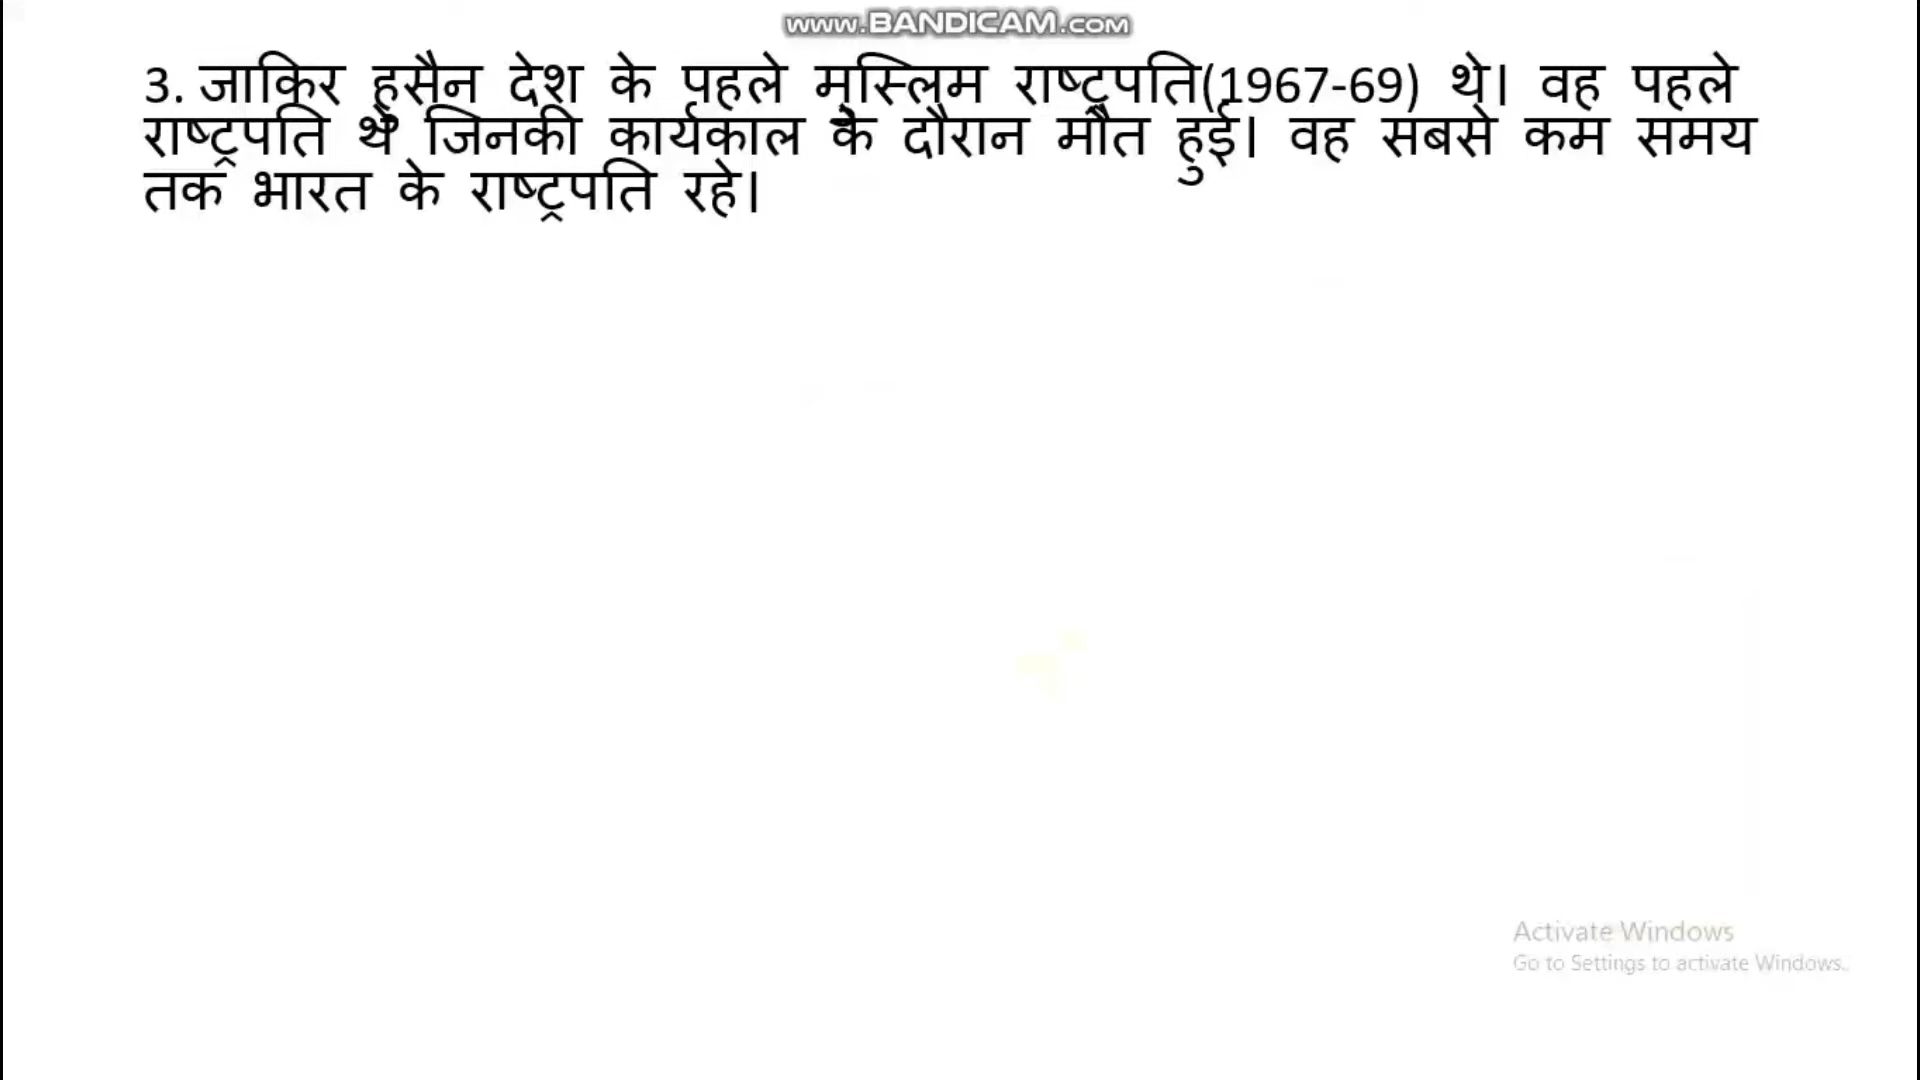 www.BANDICAM.com
3. जाकिर हुसैन देश के पहले मुस्लिम राष्ट्रपति(1967-69) थे। वह पहले
राष्ट्रपति थे जिनकी कार्यकाल के दौरान मौत हुई। वह सबसे कम समय
तक भारत के राष्ट्रपति रहे।
Activate Windows
Go to Settings to activate Windows.